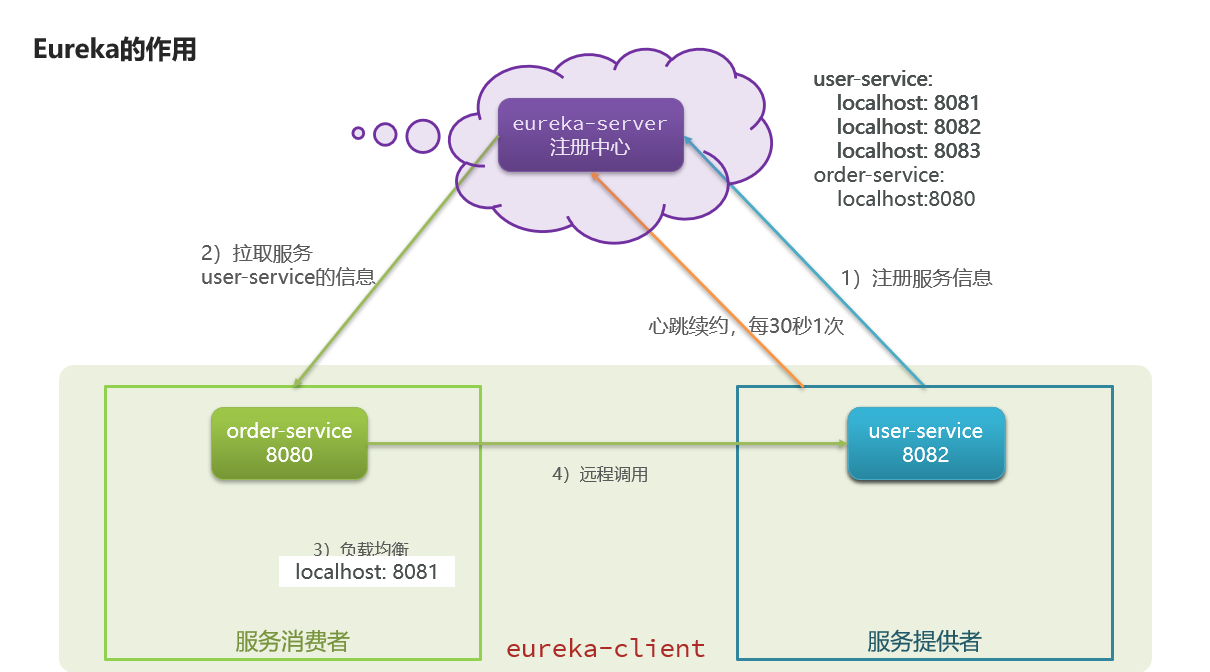 Eureka的作用
eureka-server
注册中心
user-service:
localhost: 8081
localhost: 8082
localhost: 8083
order-service:
localhost:8080
2）拉取服务
user-service的信息
1）注册服务信息
心跳续约，每30秒1次
order-service
8080
user-service
8082
4）远程调用
3）负载均衡
localhost: 8081
服务消费者
eureka-client
服务提供者